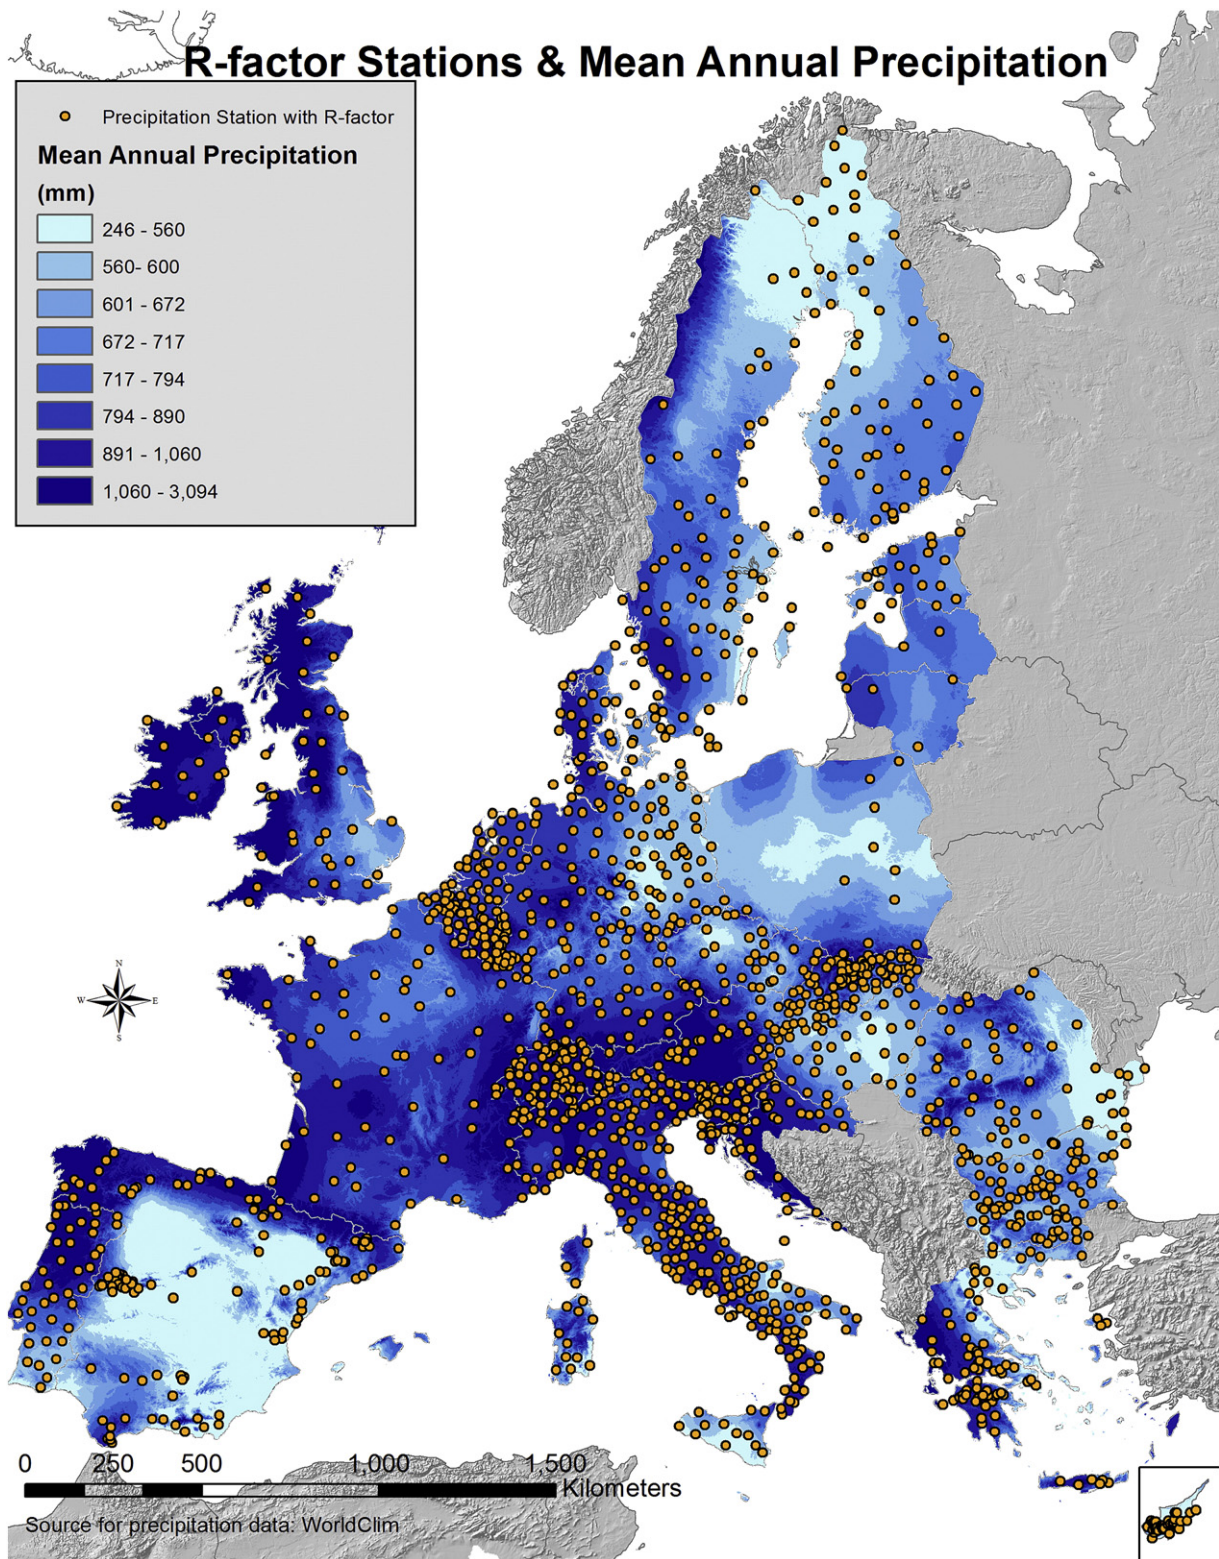 R-factor Stations & Mean Annual Precipitation
Precipitation Station with R-factor
Mean Annual Precipitation
(mm)
246 - 560
560- 600
601 - 672
672 - 717
717 - 794
794 - 890
891 - 1,060
1,060 - 3,094
N
W E
S
0 250 500 1,000 1,500
Kilometers
Source for precipitation data: WorldClim